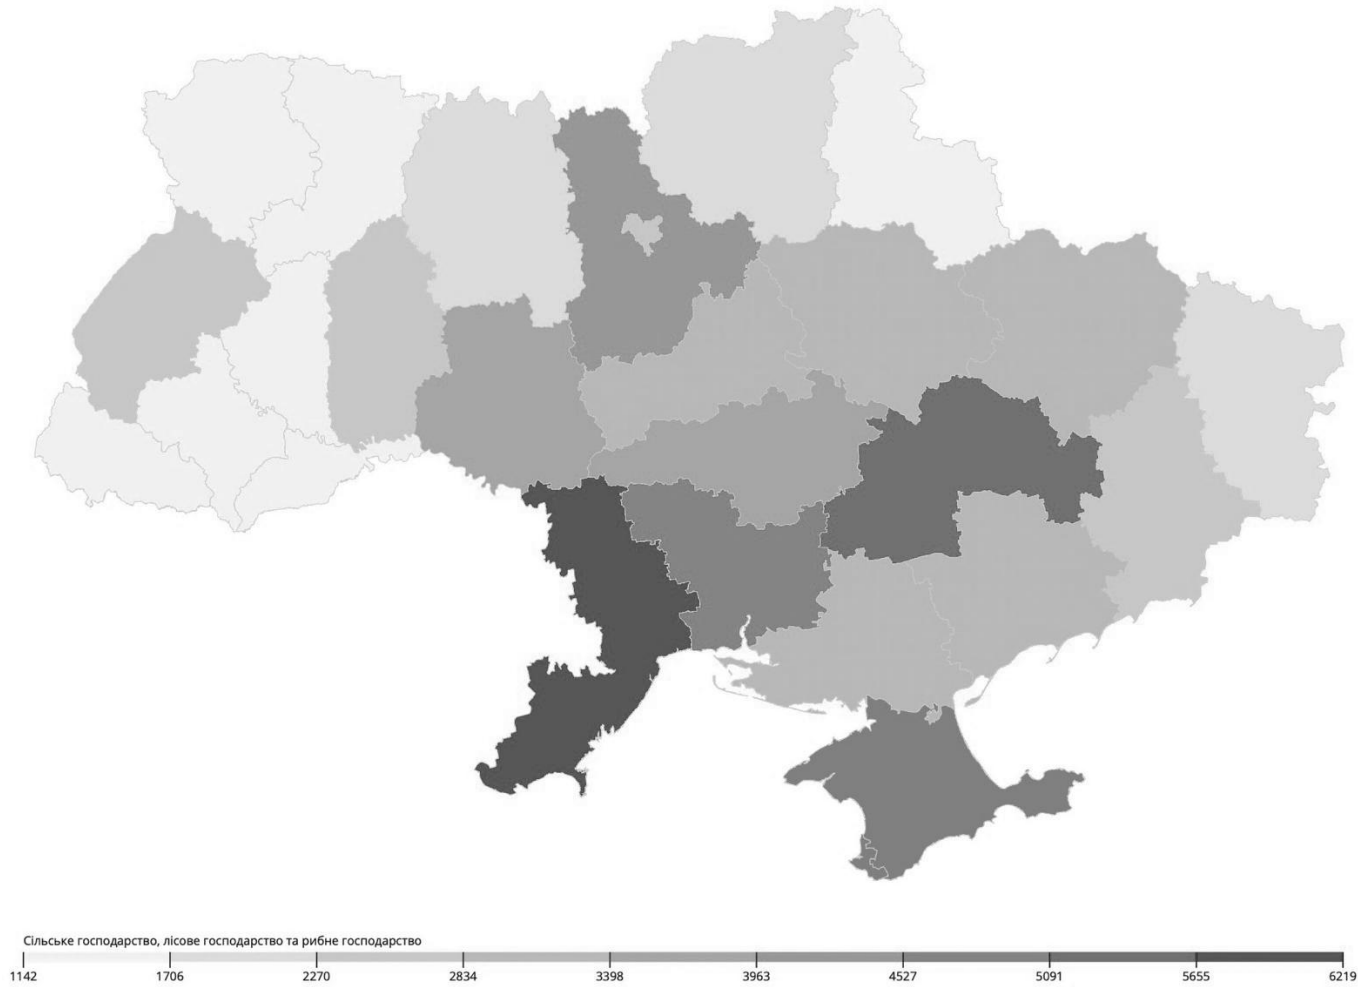 Сільське господарство, лісове господарство та рибне господарство
1142 1706 2270 2834 3398 3963 4527 5091 5655 6219